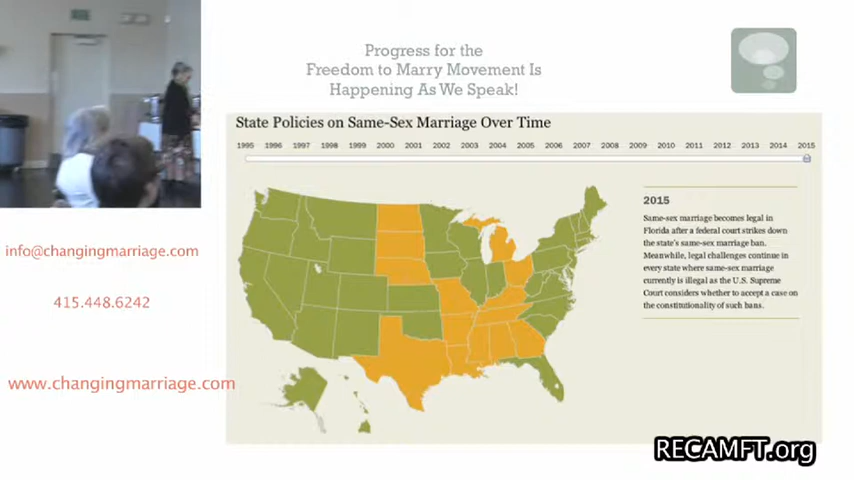 Progress for the
Freedom to Marry Movement Is
Happening As We Speak!
State Policies on Same-Sex Marriage Over Time
1995 1996 1997 1998 1999 2000 2001 2002 2003 2004 2005 2006 2007 2008 2009 2010 2011 2012 2013 2014 2015
2015
Same-sex marriage becomes legal in
Florida after a federal court strikes down
the state's same-sex marriage ban.
Meanwhile, legal challenges continue in
every state where same-sex marriage
currently is illegal as the U.S. Supreme
Court considers whether to accept a case on
the constitutionality of such bans.
info@changingmarriage.com
415.448.6242
www.changingmarriage.com
RECAMFT.org